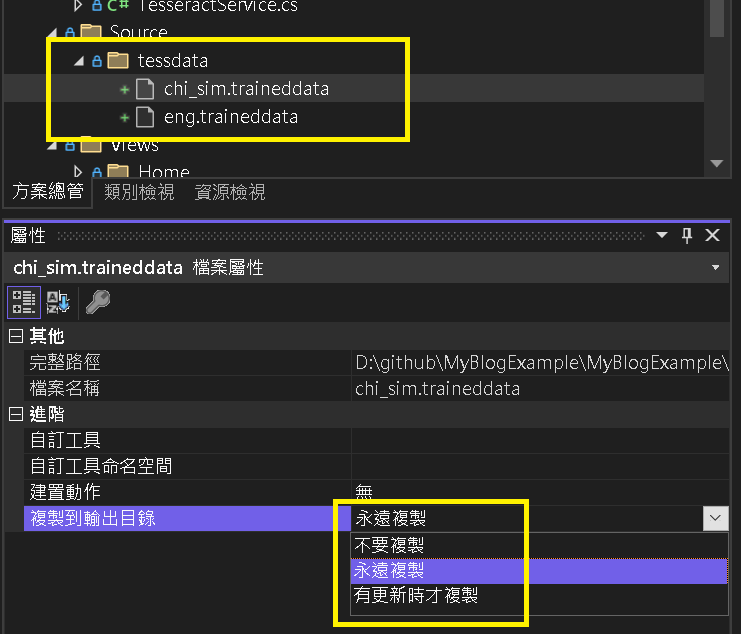 TesseractService.cs
Source
tessdata
chi_sim.traineddata
eng.traineddata
Views
Home
方案總管 類別檢視 資源檢視
屬性
chi_sim.traineddata 檔案屬性
其他
完整路徑 D:\github\MyBlogExample\MyBlogExample\
檔案名稱 chi_sim.traineddata
進階
自訂工具
自訂工具命名空間
建置動作 無
複製到輸出目錄 永遠複製
不要複製
永遠複製
有更新時才複製